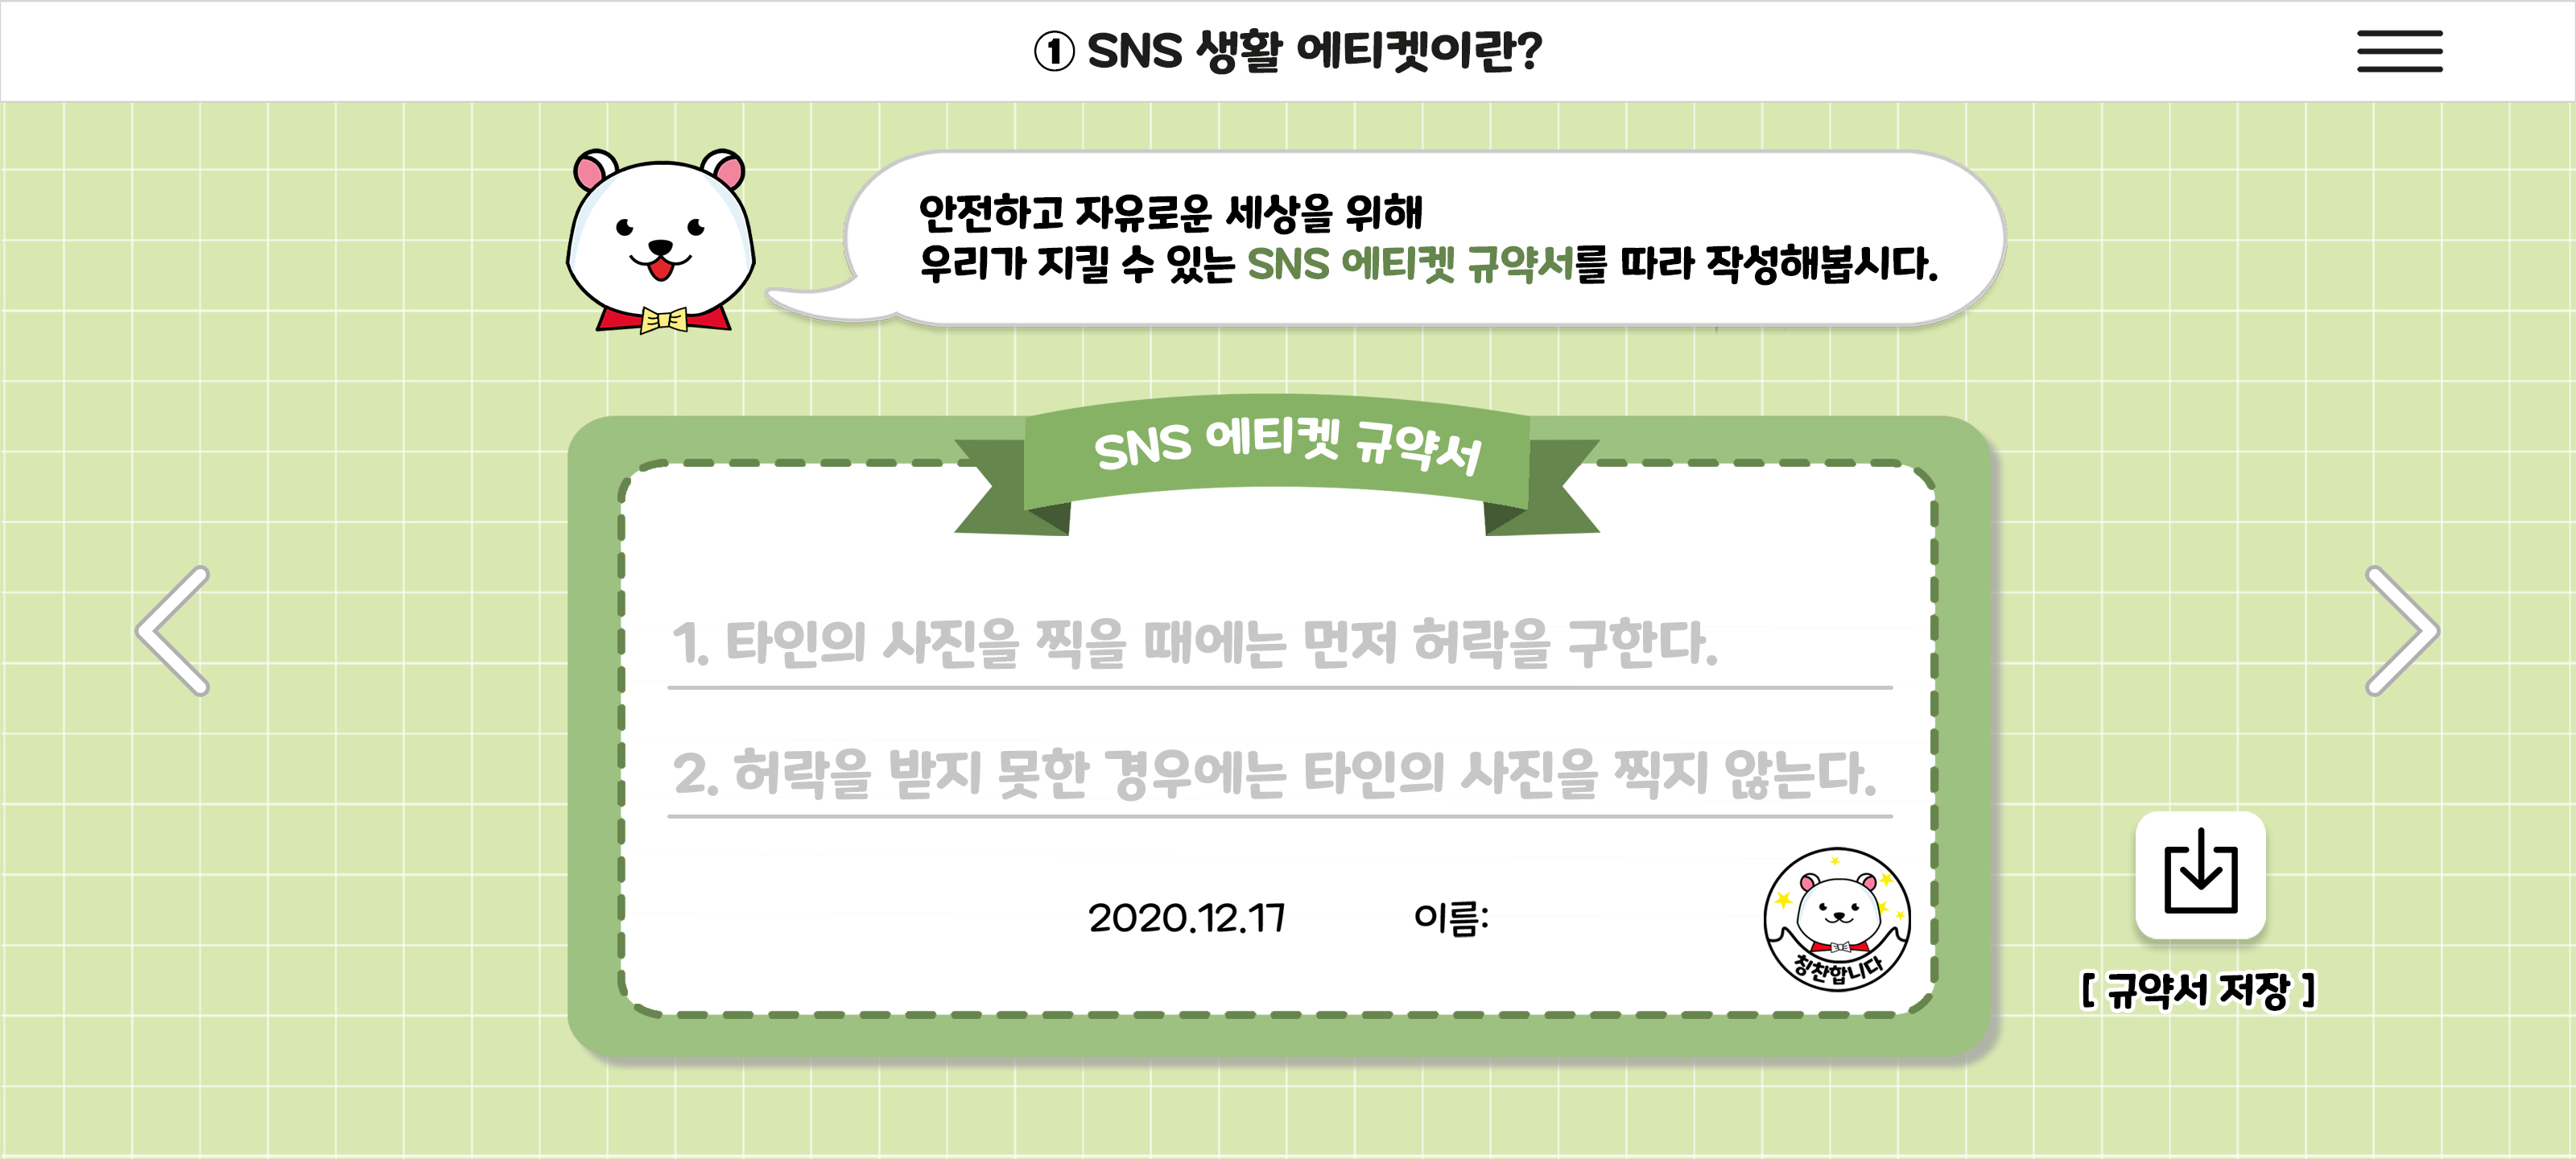 ① SNS 생활 에티켓이란?
안전하고 자유로운 세상을 위해
우리가 지킬 수 있는 SNS 에티켓 규약서를 따라 작성해봅시다.
SNS 에티켓 규약서
1. 타인의 사진을 찍을 때에는 먼저 허락을 구한다.
2. 허락을 받지 못한 경우에는 타인의 사진을 찍지 않는다.
2020.12.17 이름:
칭찬합니다
[ 규약서 저장 ]